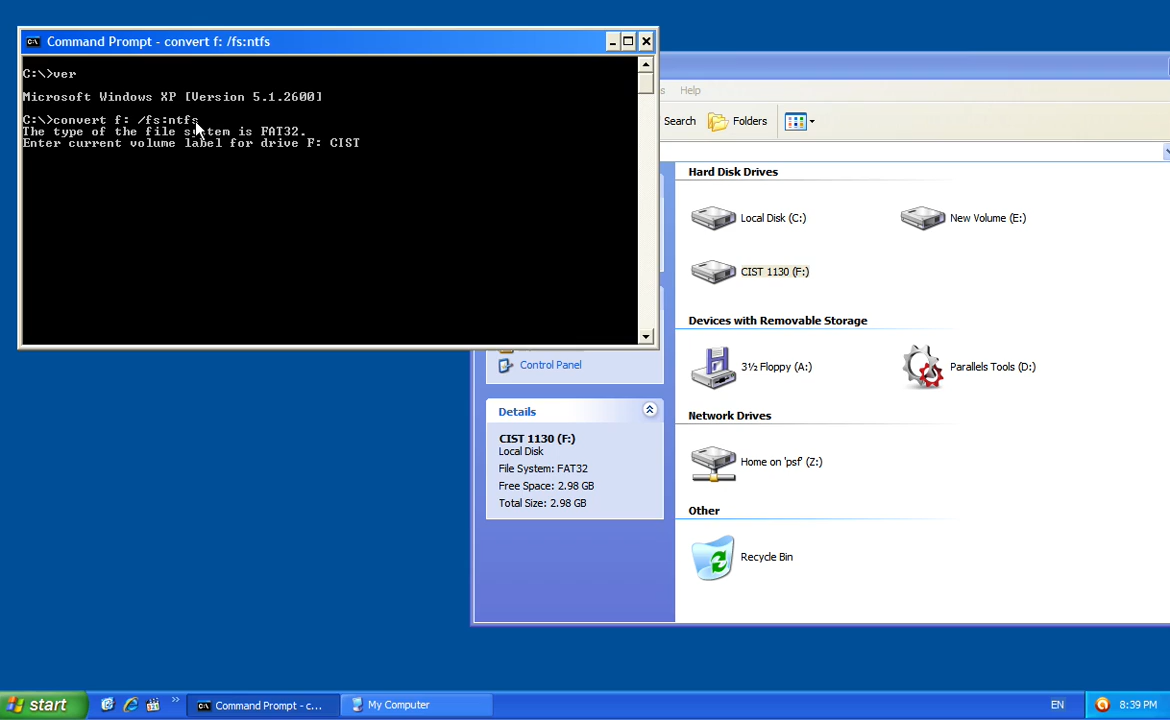 Command Prompt - convert f: /fs:ntfs
C:\>ver
Microsoft Windows XP [Version 5.1.2600]
C:\>convert f: /fs:ntfs
The type of the file system is FAT32.
Enter current volume label for drive F: CIST
Help
Search
Folders
Hard Disk Drives
Local Disk (C:)
New Volume (E:)
CIST 1130 (F:)
Devices with Removable Storage
3½ Floppy (A:)
Parallels Tools (D:)
Network Drives
Home on 'psf' (Z:)
Other
Recycle Bin
Control Panel
Details
CIST 1130 (F:)
Local Disk
File System: FAT32
Free Space: 2.98 GB
Total Size: 2.98 GB
start
Command Prompt - c...
My Computer
EN
8:39 PM